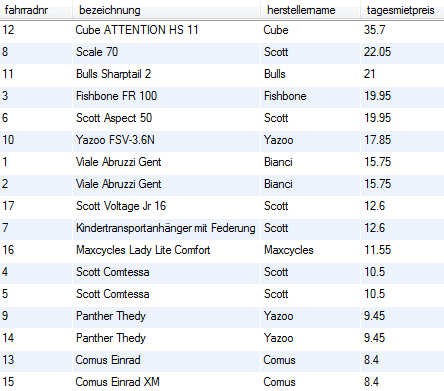 fahrradnr bezeichnung herstellername tagesmietpreis
12 Cube ATTENTION HS 11 Cube 35.7
8 Scale 70 Scott 22.05
11 Bulls Sharptail 2 Bulls 21
3 Fishbone FR 100 Fishbone 19.95
6 Scott Aspect 50 Scott 19.95
10 Yazoo FSV-3.6N Yazoo 17.85
1 Viale Abruzzi Gent Bianci 15.75
2 Viale Abruzzi Gent Bianci 15.75
17 Scott Voltage Jr 16 Scott 12.6
7 Kindertransportanhänger mit Federung Scott 12.6
16 Maxcycles Lady Lite Comfort Maxcycles 11.55
4 Scott Comtessa Scott 10.5
5 Scott Comtessa Scott 10.5
9 Panther Thedy Yazoo 9.45
14 Panther Thedy Yazoo 9.45
13 Comus Einrad Comus 8.4
15 Comus Einrad XM Comus 8.4